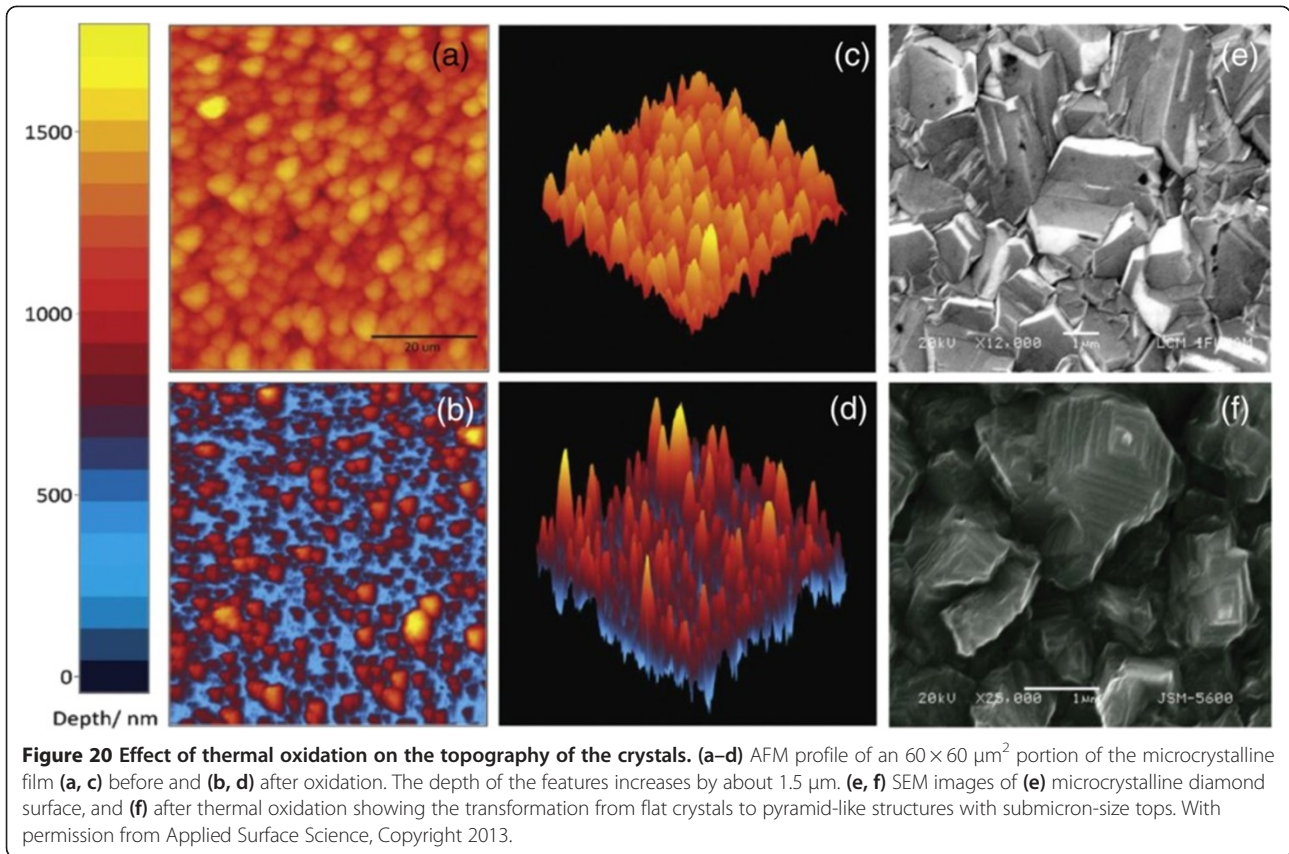 (a)
(c)
(e)
1500
1000
500
0
Depth/ nm
20 um
20kV X12,000 1µm
(b)
(d)
(f)
20kV X25,000 1µm JSM-5600
Figure 20 Effect of thermal oxidation on the topography of the crystals. (a–d) AFM profile of an 60 × 60 µm² portion of the microcrystalline
film (a, c) before and (b, d) after oxidation. The depth of the features increases by about 1.5 µm. (e, f) SEM images of (e) microcrystalline diamond
surface, and (f) after thermal oxidation showing the transformation from flat crystals to pyramid-like structures with submicron-size tops. With
permission from Applied Surface Science, Copyright 2013.